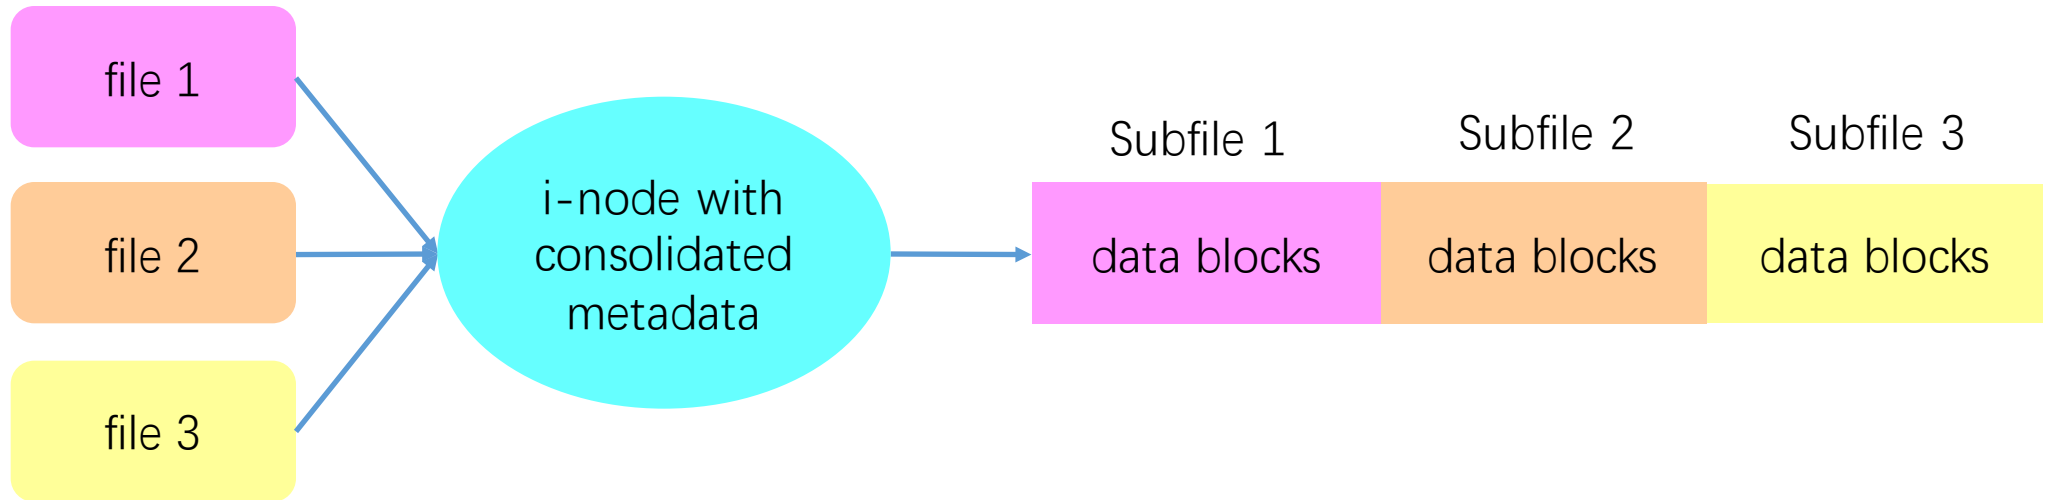 file 1
file 2
file 3
i-node with
consolidated
metadata
Subfile 1
Subfile 2
Subfile 3
data blocks
data blocks
data blocks